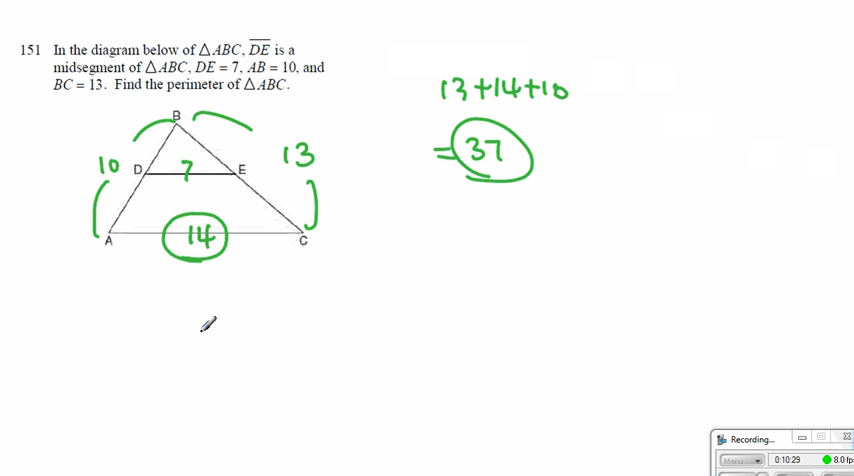 151 In the diagram below of △ABC, DE is a
midsegment of △ABC, DE = 7, AB = 10, and
BC = 13. Find the perimeter of △ABC.
13+14+10
= 37
B
10
13
D
7
E
14
A
C
Recording...
Menu
0:10:29
8.0 fps